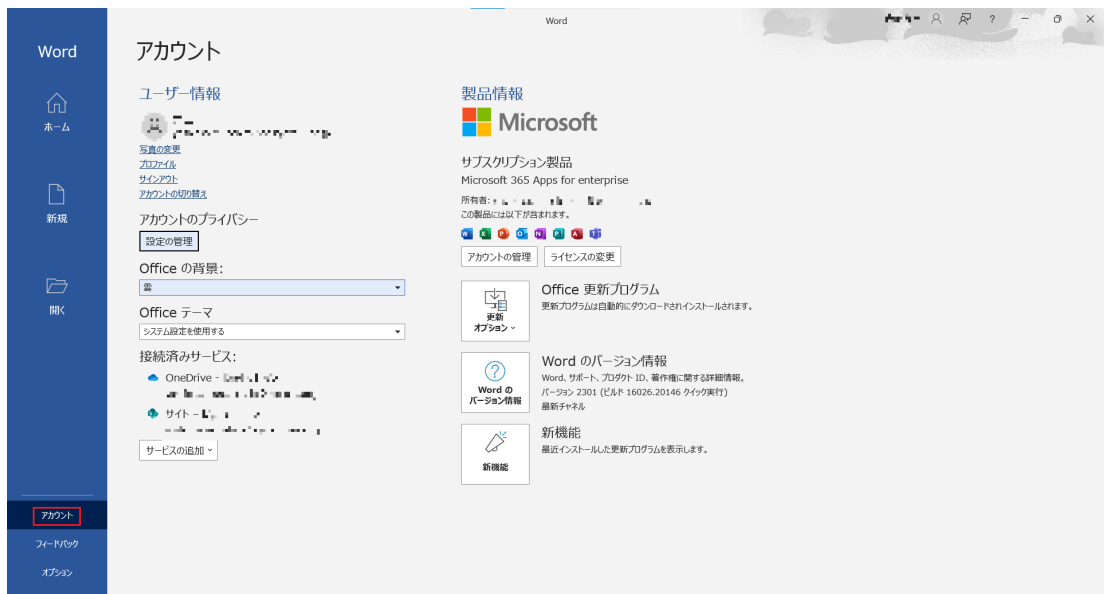 Word
?
Word
ホーム
新規
開く
アカウント
フィードバック
オプション
アカウント
ユーザー情報
写真の変更
プロファイル
サインアウト
アカウントの切り替え
アカウントのプライバシー
設定の管理
Office の背景:
雲
Office テーマ
システム設定を使用する
接続済みサービス:
OneDrive -
サイト –
サービスの追加
製品情報
Microsoft
サブスクリプション製品
Microsoft 365 Apps for enterprise
所有者:
この製品には以下が含まれます。
アカウントの管理
ライセンスの変更
更新
オプション
Office 更新プログラム
更新プログラムは自動的にダウンロードされインストールされます。
Word の
バージョン情報
Word のバージョン情報
Word、サポート、プロダクト ID、著作権に関する詳細情報。
バージョン 2301 (ビルド 16026.20146 クイック実行)
最新チャネル
新機能
新機能
最近インストールした更新プログラムを表示します。